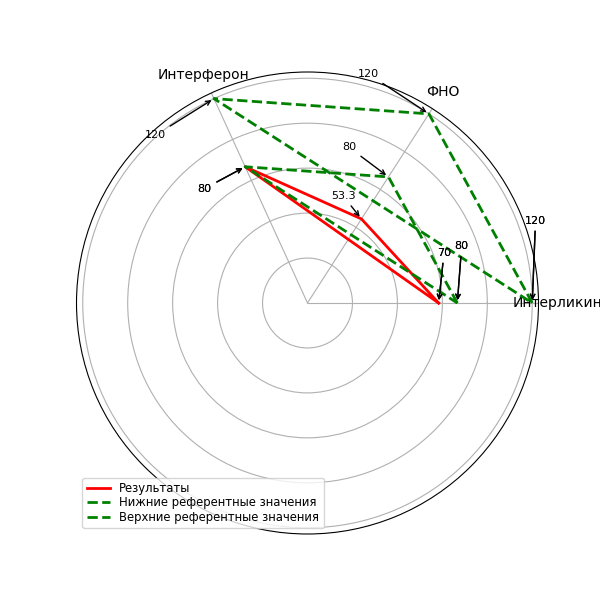 Интерферон
120
ФНО
120
80
80
53.3
120
70
80
Интерликин
Результаты
Нижние референтные значения
Верхние референтные значения